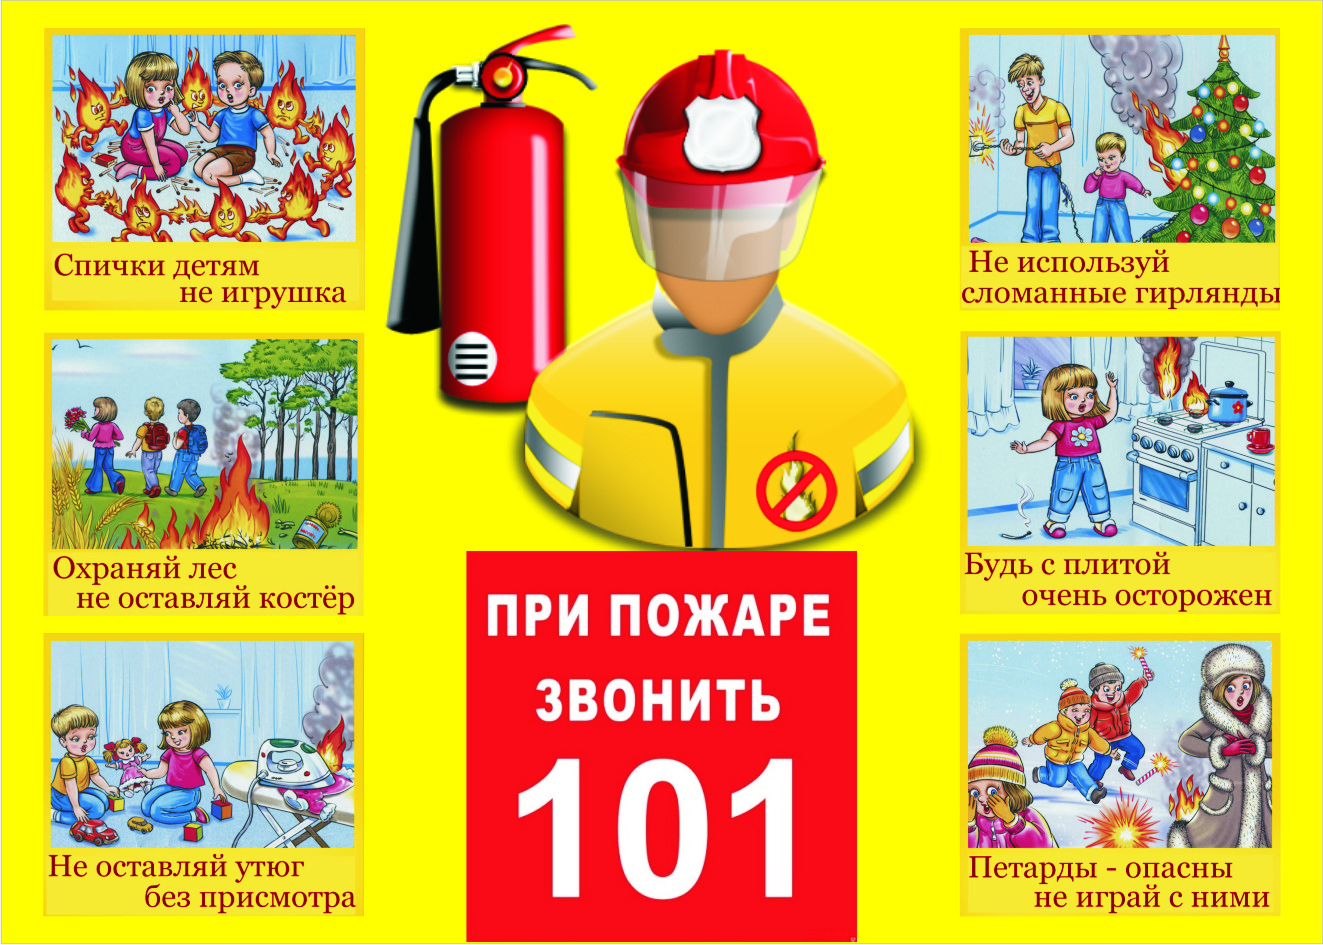 Спички детям
не игрушка
Охраняй лес
не оставляй костёр
Не оставляй утюг
без присмотра
ПРИ ПОЖАРЕ
ЗВОНИТЬ
101
Не используй
сломанные гирлянды
Будь с плитой
очень осторожен
Петарды - опасны
не играй с ними